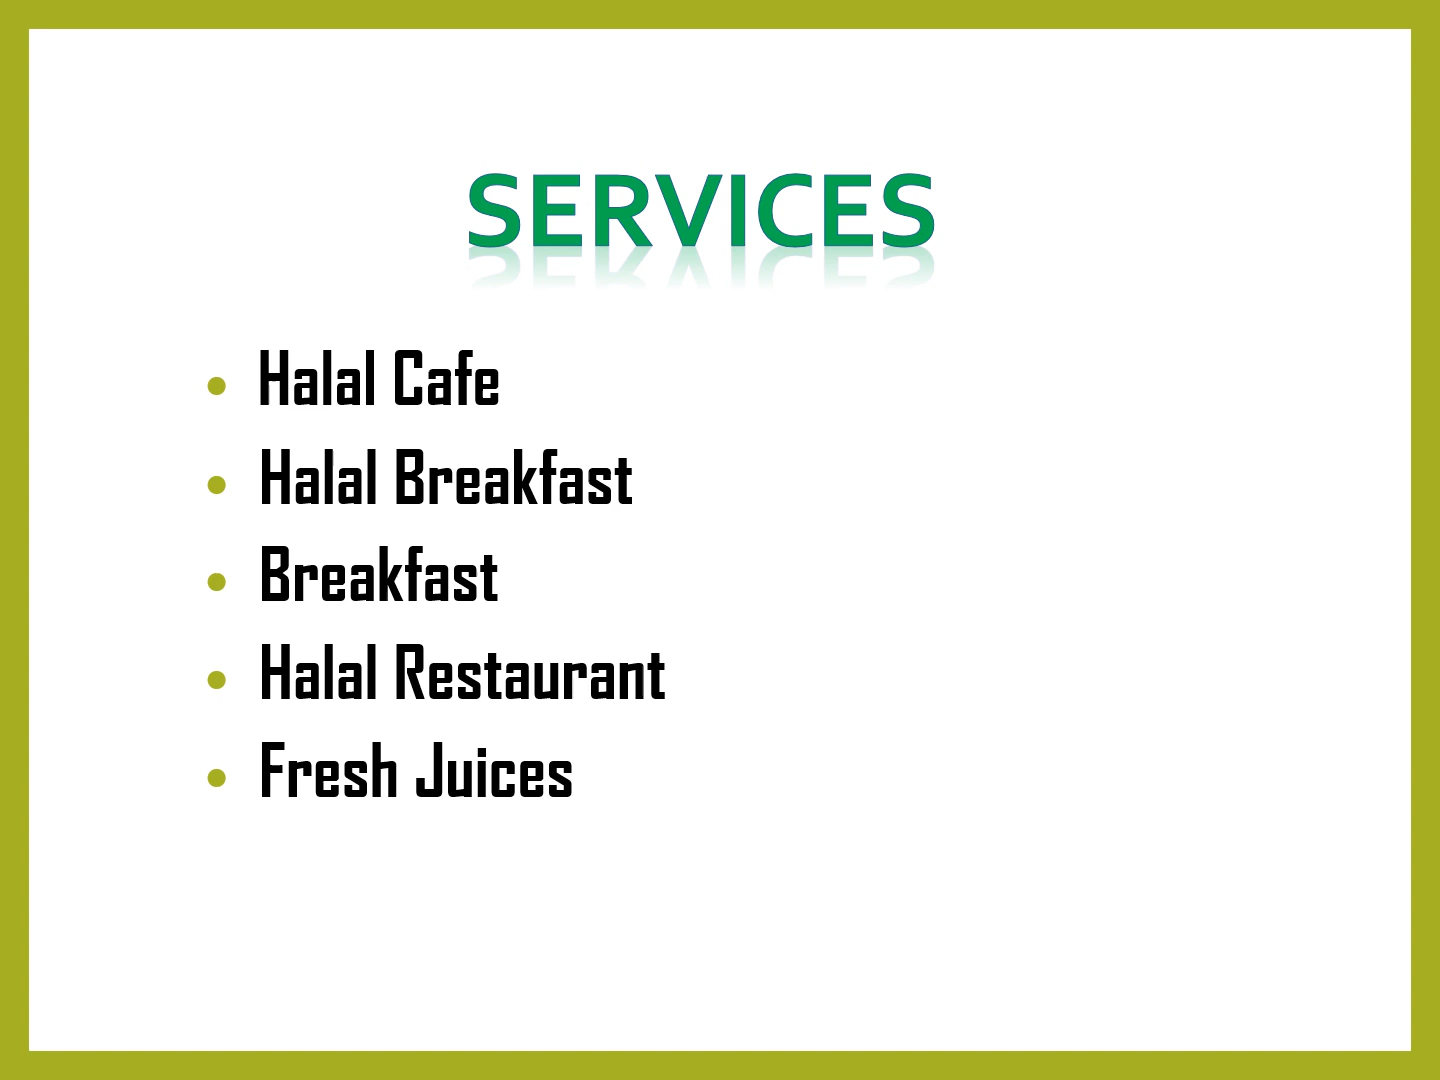 SERVICES
• Halal Cafe
• Halal Breakfast
• Breakfast
• Halal Restaurant
• Fresh Juices